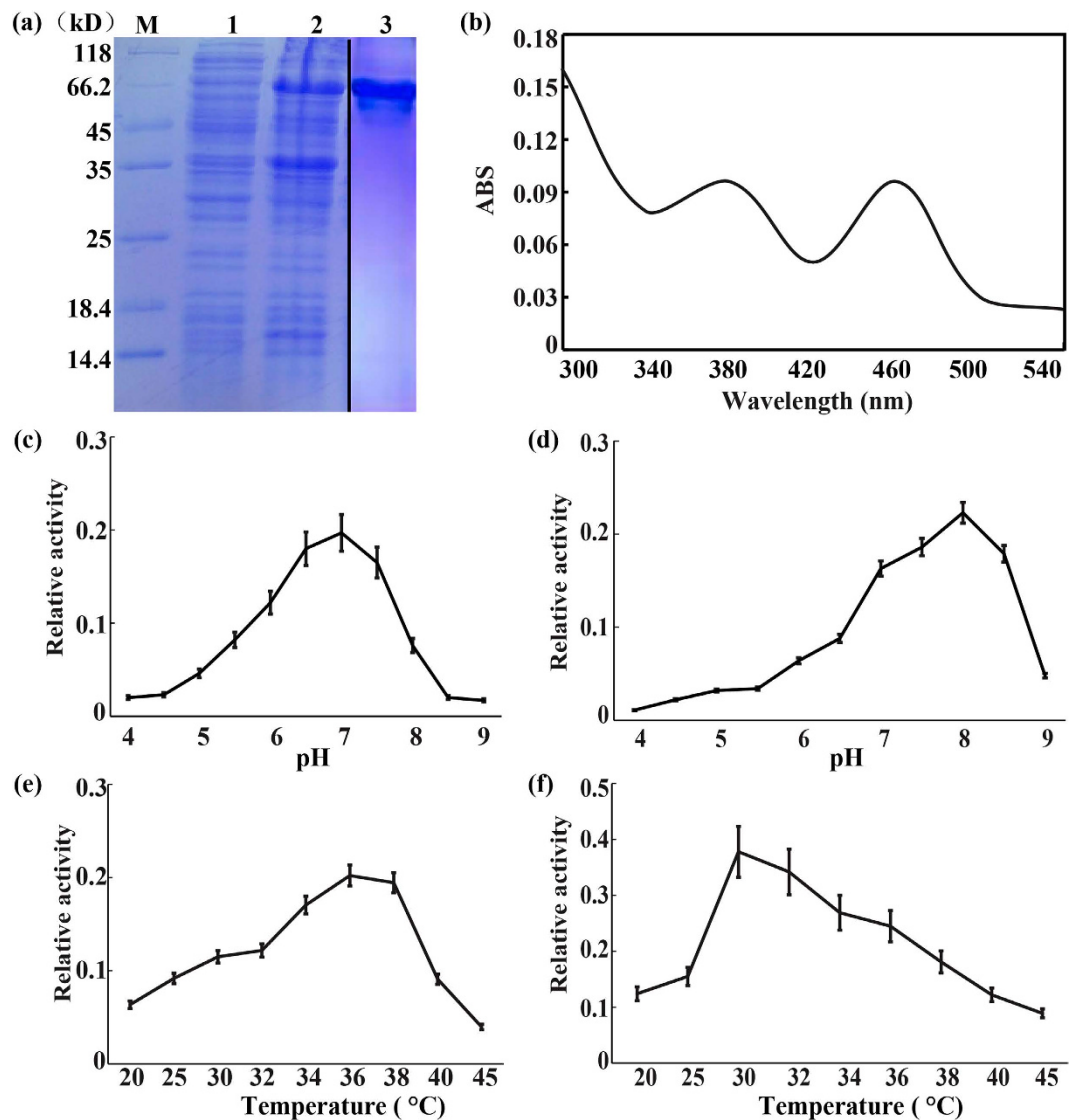 (a) (kD) M 1 2 3
118
66.2
45
35
25
18.4
14.4
(b)
0.18
0.15
0.12
0.09
0.06
0.03
0
ABS
300 340 380 420 460 500 540
Wavelength (nm)
(c)
0.3
0.2
0.1
0
Relative activity
4 5 6 7 8 9
pH
(d)
0.3
0.2
0.1
0
Relative activity
4 5 6 7 8 9
pH
(e)
0.3
0.2
0.1
0
Relative activity
20 25 30 32 34 36 38 40 45
Temperature ( °C)
(f)
0.5
0.4
0.3
0.2
0.1
0
Relative activity
20 25 30 32 34 36 38 40 45
Temperature ( °C)